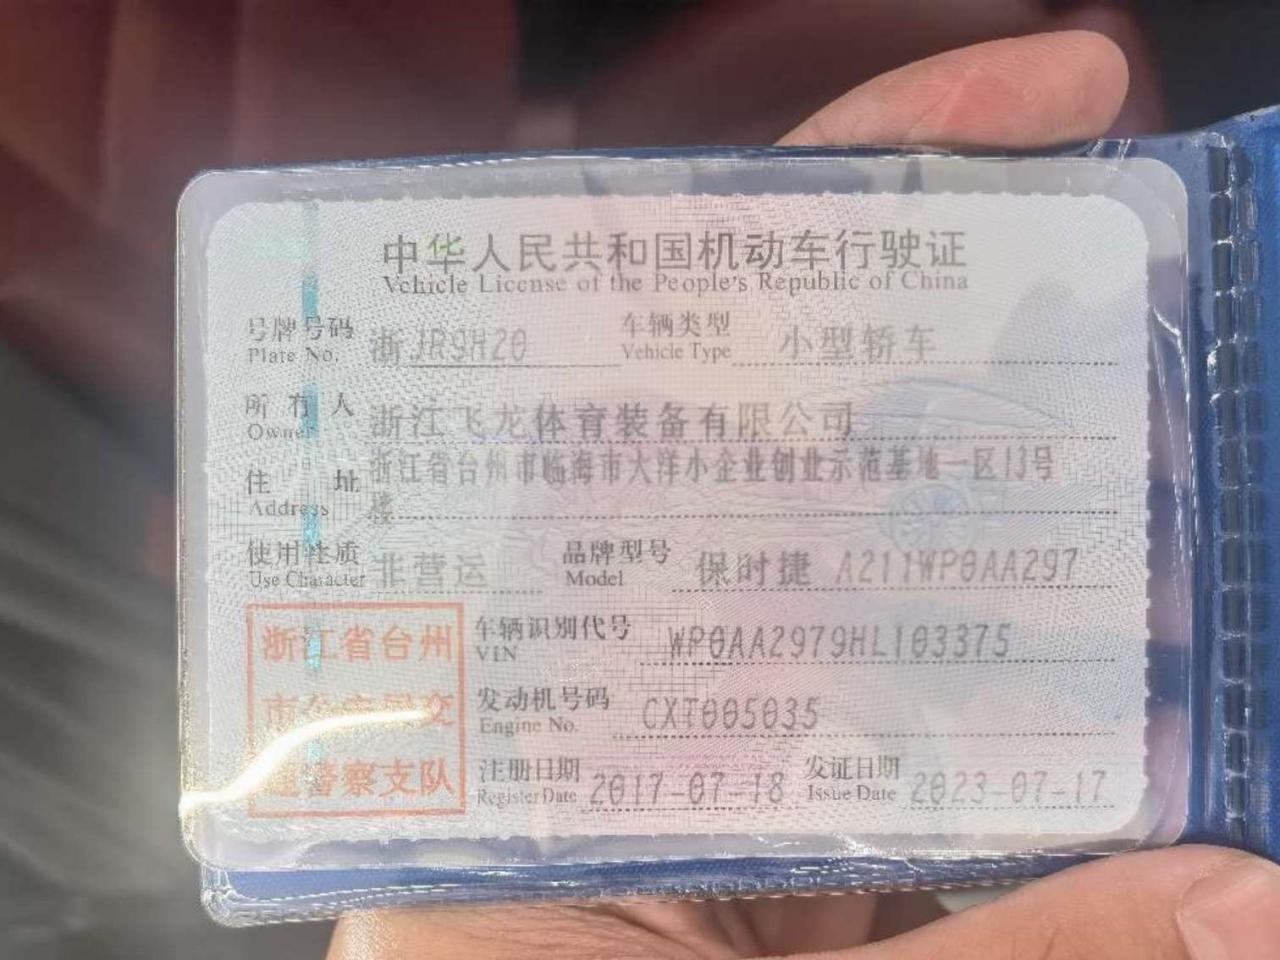 中华人民共和国机动车行驶证
Vehicle License of the People's Republic of China
号牌号码 浙JR9H20 车辆类型 小型轿车
Plate No. Vehicle Type
所有人 浙江飞龙体育装备有限公司
Owner
住址 浙江省台州市临海市大洋小企业创业示范基地一区13号
Address 楼
使用性质 非营运 品牌型号 保时捷 A211WP0AA297
Use Character Model
浙江省台州
市公安局交
通警察支队
车辆识别代号 WP0AA2979HL103375
VIN
发动机号码 CXT005035
Engine No.
注册日期 2017-07-18 发证日期 2023-07-17
Register Date Issue Date